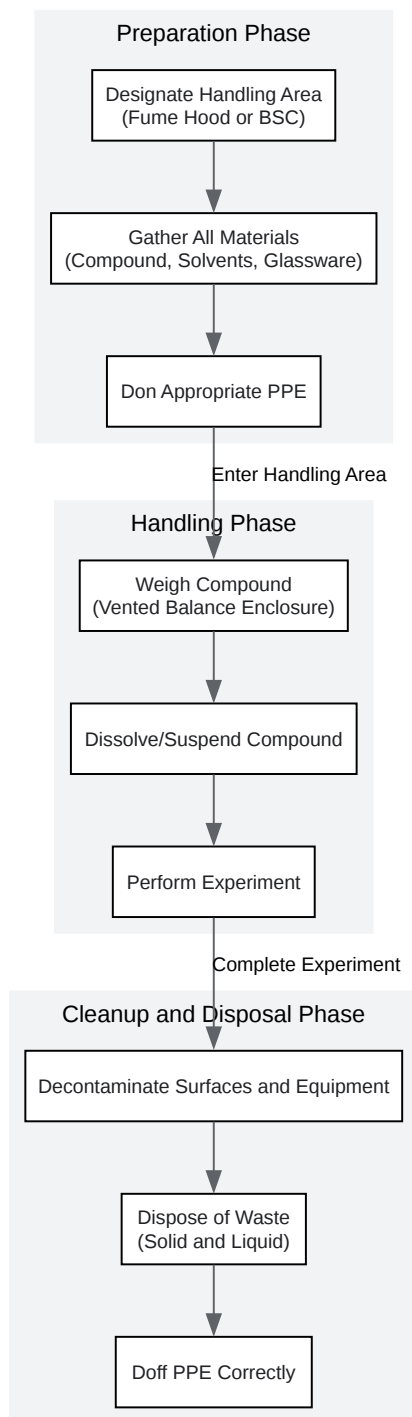 Preparation Phase
Designate Handling Area
(Fume Hood or BSC)
Gather All Materials
(Compound, Solvents, Glassware)
Don Appropriate PPE
Enter Handling Area
Handling Phase
Weigh Compound
(Vented Balance Enclosure)
Dissolve/Suspend Compound
Perform Experiment
Complete Experiment
Cleanup and Disposal Phase
Decontaminate Surfaces and Equipment
Dispose of Waste
(Solid and Liquid)
Doff PPE Correctly